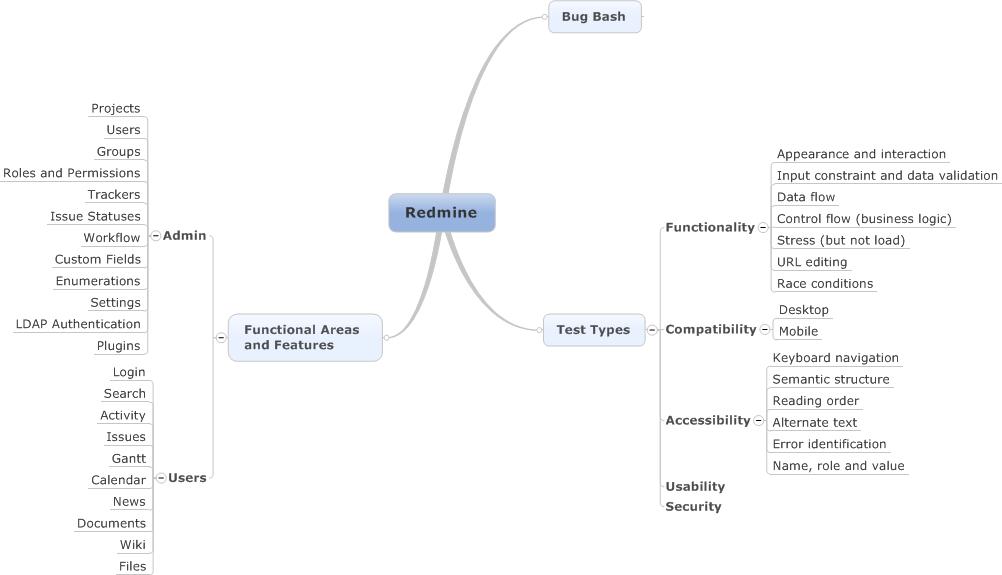 Bug Bash
Redmine
Functional Areas
and Features
Admin
Projects
Users
Groups
Roles and Permissions
Trackers
Issue Statuses
Workflow
Custom Fields
Enumerations
Settings
LDAP Authentication
Plugins
Users
Login
Search
Activity
Issues
Gantt
Calendar
News
Documents
Wiki
Files
Test Types
Functionality
Appearance and interaction
Input constraint and data validation
Data flow
Control flow (business logic)
Stress (but not load)
URL editing
Race conditions
Compatibility
Desktop
Mobile
Accessibility
Keyboard navigation
Semantic structure
Reading order
Alternate text
Error identification
Name, role and value
Usability
Security